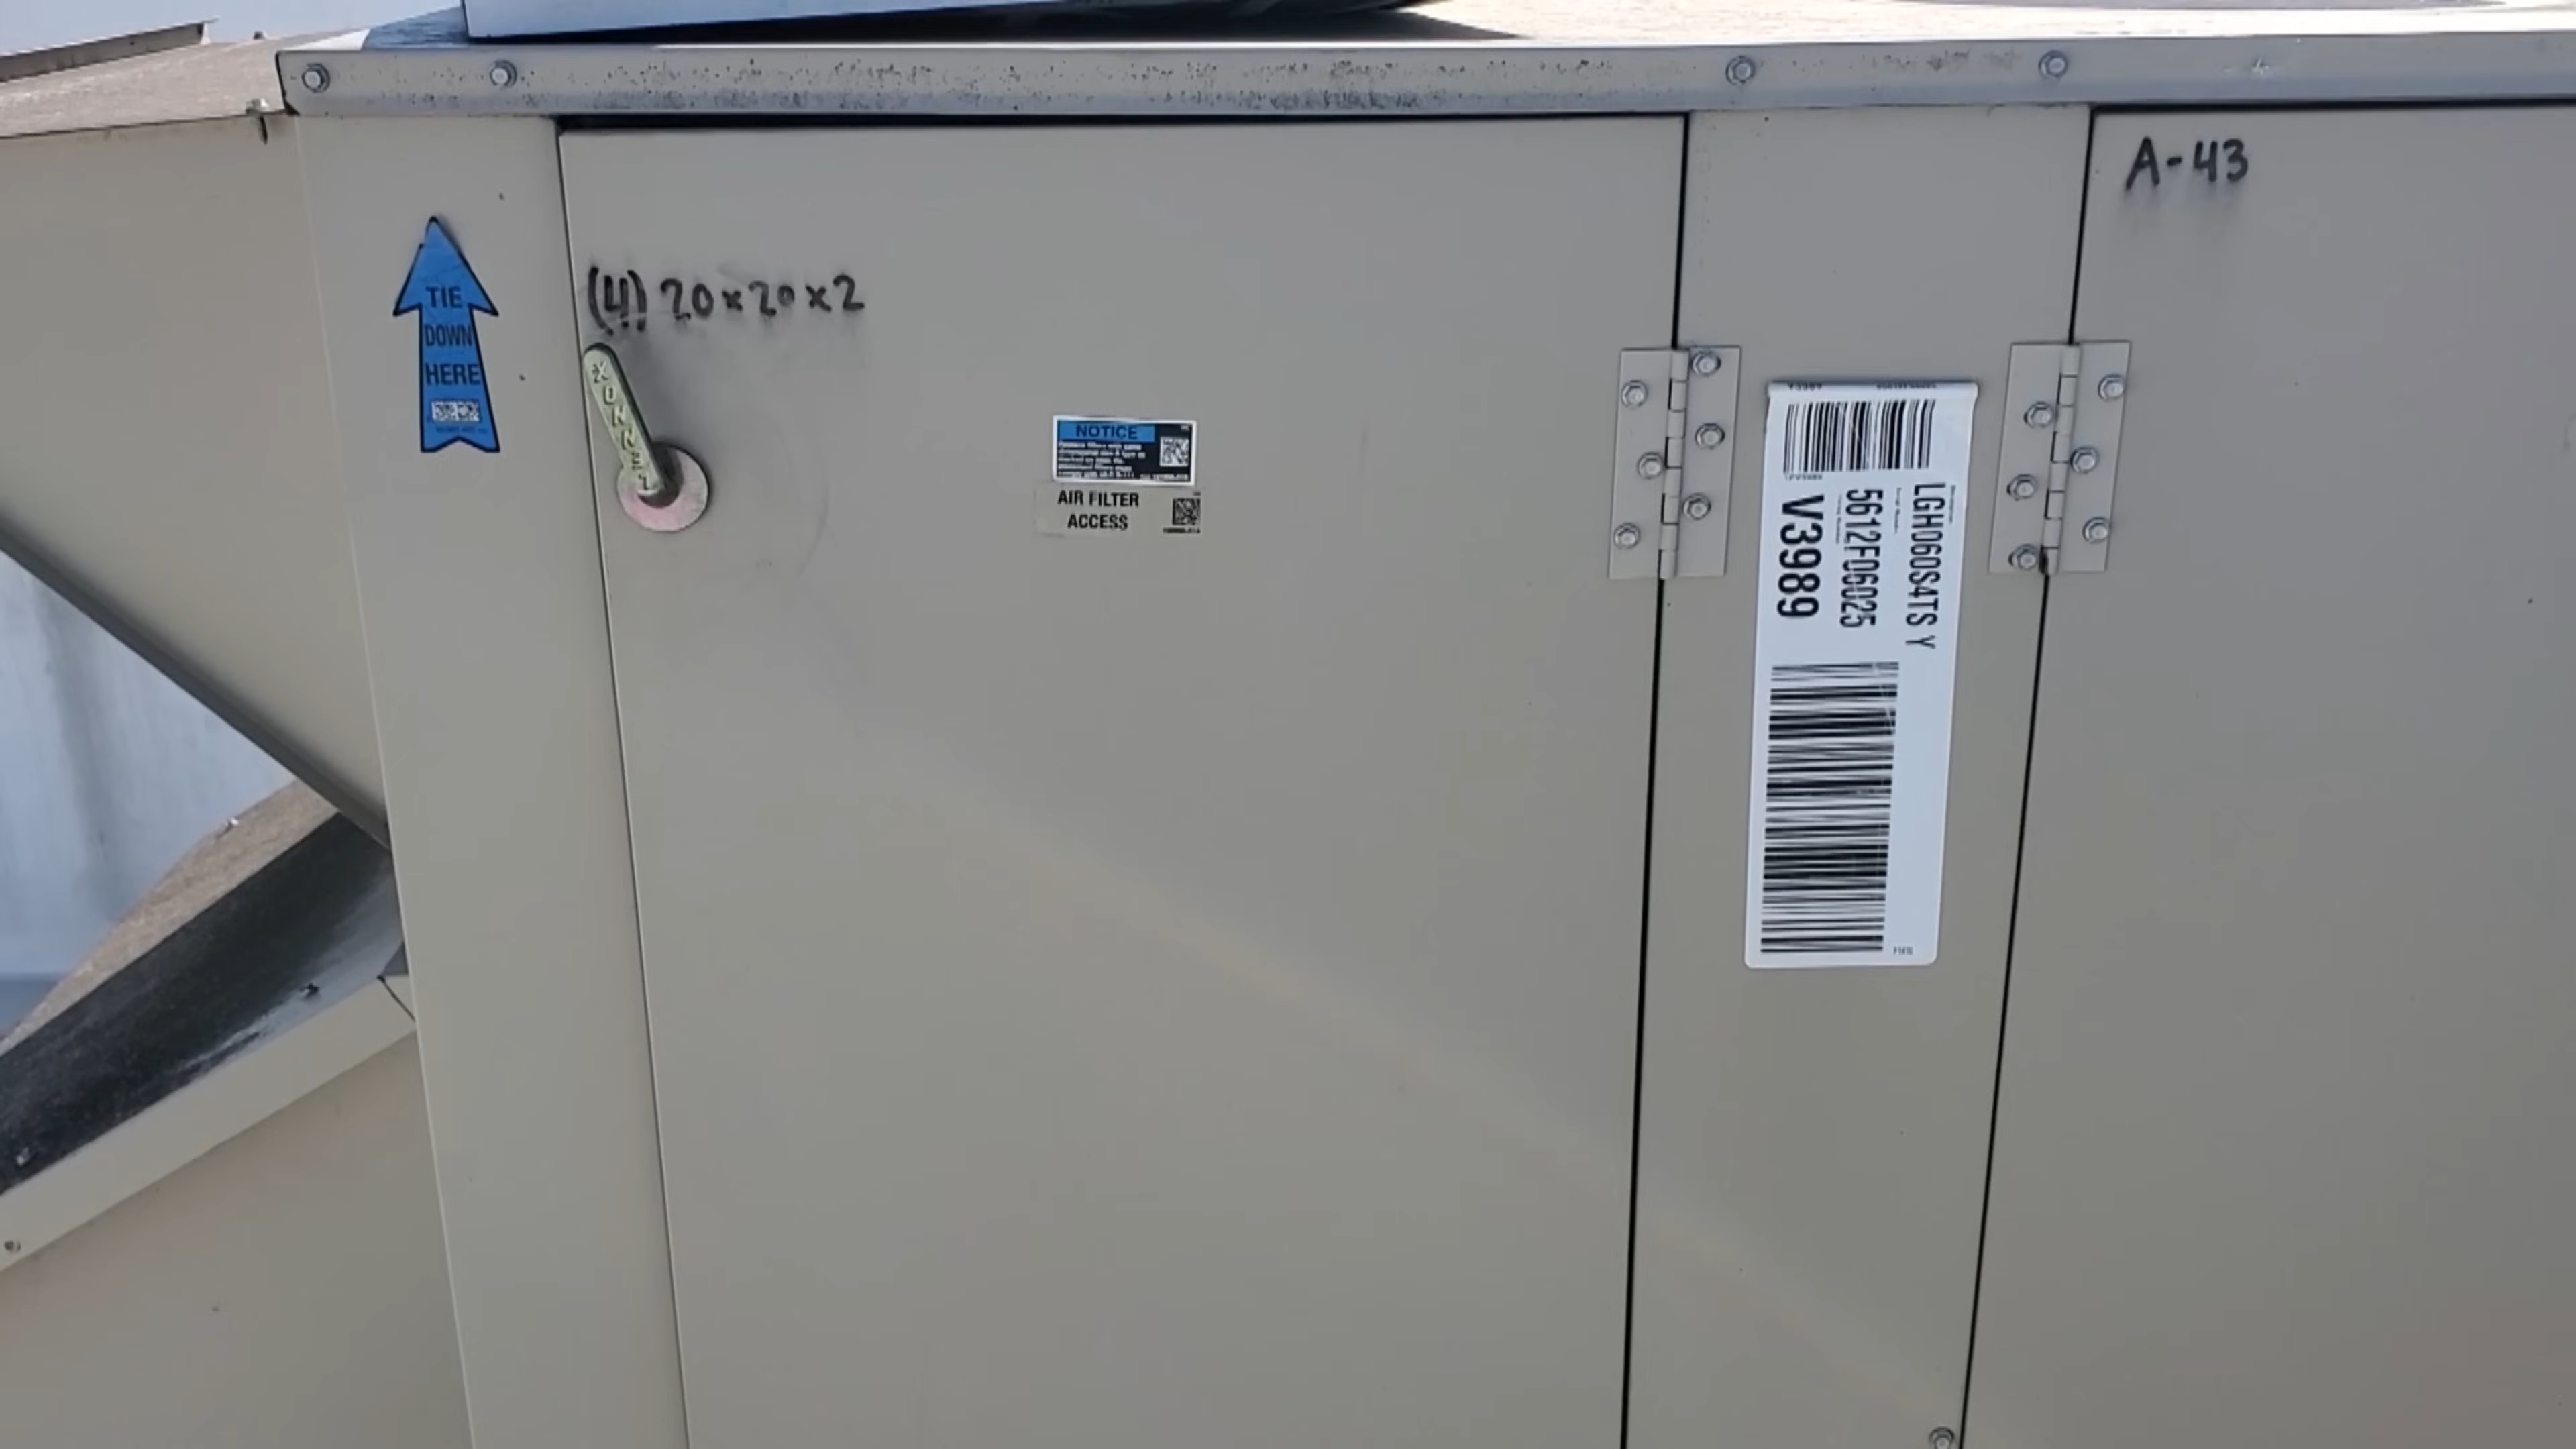 A-43
TIE
DOWN
HERE
(4) 20x20x2
NOTICE
AIR FILTER
ACCESS
LGH060S4TS Y
5612F06025
V3989